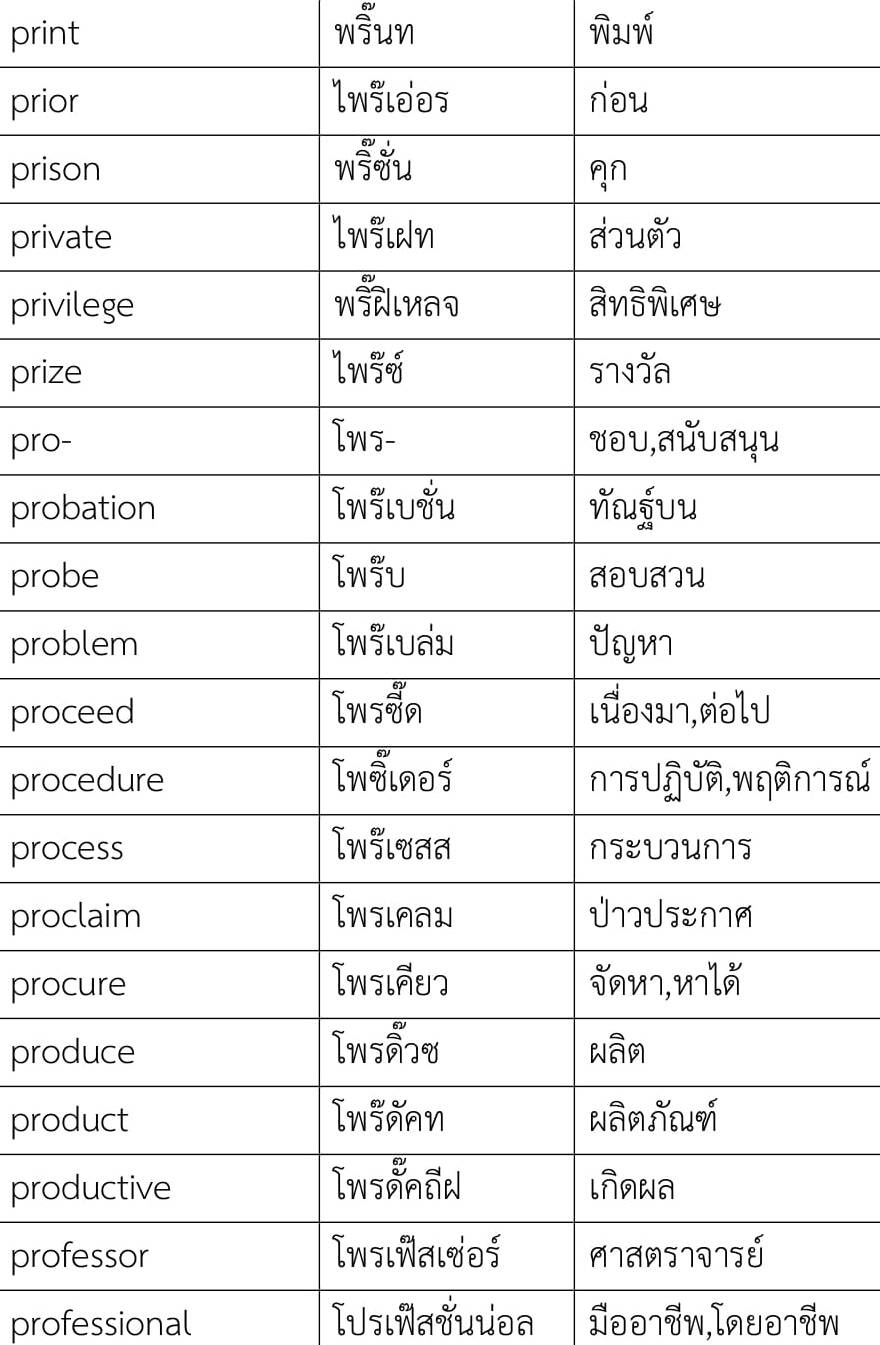 print พริ๊นท พิมพ์
prior ไพร๊เอ่อร ก่อน
prison พริ๊ซั่น คุก
private ไพร๊เฝท ส่วนตัว
privilege พริ๊ฝิเหลจ สิทธิพิเศษ
prize ไพร๊ซ์ รางวัล
pro- โพร- ชอบ,สนับสนุน
probation โพร๊เบชั่น ทัณฐ์บน
probe โพร๊บ สอบสวน
problem โพร๊เบล่ม ปัญหา
proceed โพรซี๊ด เนื่องมา,ต่อไป
procedure โพซิ๊เดอร์ การปฏิบัติ,พฤติการณ์
process โพร๊เซสส กระบวนการ
proclaim โพรเคลม ป่าวประกาศ
procure โพรเคียว จัดหา,หาได้
produce โพรดิ๊วซ ผลิต
product โพร๊ดัคท ผลิตภัณฑ์
productive โพรดั๊คถีฝ เกิดผล
professor โพรเฟ๊สเซ่อร์ ศาสตราจารย์
professional โปรเฟ๊สชั่นน่อล มืออาชีพ,โดยอาชีพ